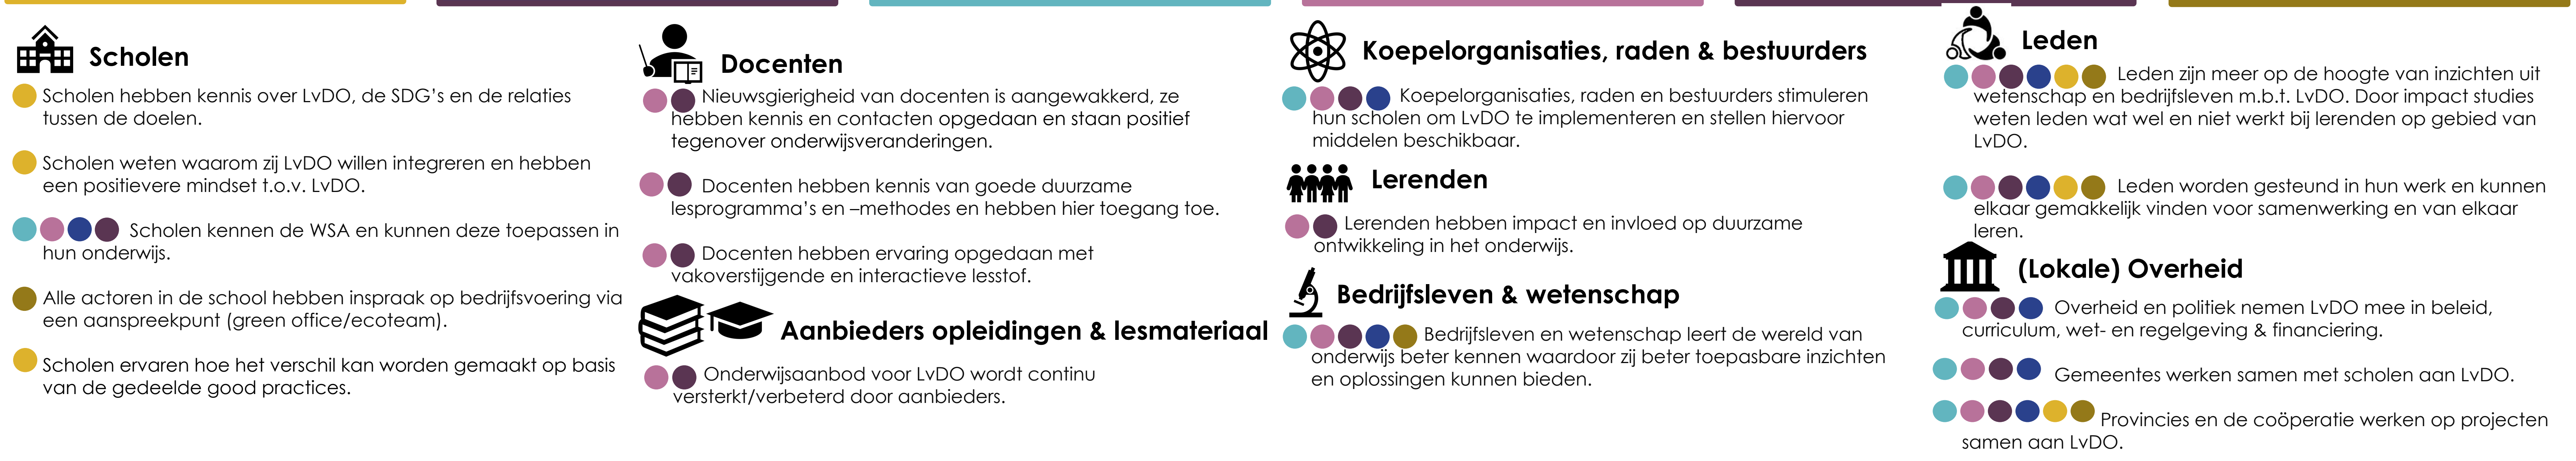 Scholen
Scholen hebben kennis over LvDO, de SDG's en de relaties
tussen de doelen.
Scholen weten waarom zij LvDO willen integreren en hebben
een positievere mindset t.o.v. LvDO.
Scholen kennen de WSA en kunnen deze toepassen in
hun onderwijs.
Alle actoren in de school hebben inspraak op bedrijfsvoering via
een aanspreekpunt (green office/ecoteam).
Scholen ervaren hoe het verschil kan worden gemaakt op basis
van de gedeelde good practices.
Docenten
Nieuwsgierigheid van docenten is aangewakkerd, ze
hebben kennis en contacten opgedaan en staan positief
tegenover onderwijsveranderingen.
Docenten hebben kennis van goede duurzame
lesprogramma's en –methodes en hebben hier toegang toe.
Docenten hebben ervaring opgedaan met
vakoverstijgende en interactieve lesstof.
Aanbieders opleidingen & lesmateriaal
Onderwijsaanbod voor LvDO wordt continu
versterkt/verbeterd door aanbieders.
Koepelorganisaties, raden & bestuurders
Koepelorganisaties, raden en bestuurders stimuleren
hun scholen om LvDO te implementeren en stellen hiervoor
middelen beschikbaar.
Lerenden
Lerenden hebben impact en invloed op duurzame
ontwikkeling in het onderwijs.
Bedrijfsleven & wetenschap
Bedrijfsleven en wetenschap leert de wereld van
onderwijs beter kennen waardoor zij beter toepasbare inzichten
en oplossingen kunnen bieden.
Leden
Leden zijn meer op de hoogte van inzichten uit
wetenschap en bedrijfsleven m.b.t. LvDO. Door impact studies
weten leden wat wel en niet werkt bij lerenden op gebied van
LvDO.
Leden worden gesteund in hun werk en kunnen
elkaar gemakkelijk vinden voor samenwerking en van elkaar
leren.
(Lokale) Overheid
Overheid en politiek nemen LvDO mee in beleid,
curriculum, wet- en regelgeving & financiering.
Gemeentes werken samen met scholen aan LvDO.
Provincies en de coöperatie werken op projecten
samen aan LvDO.